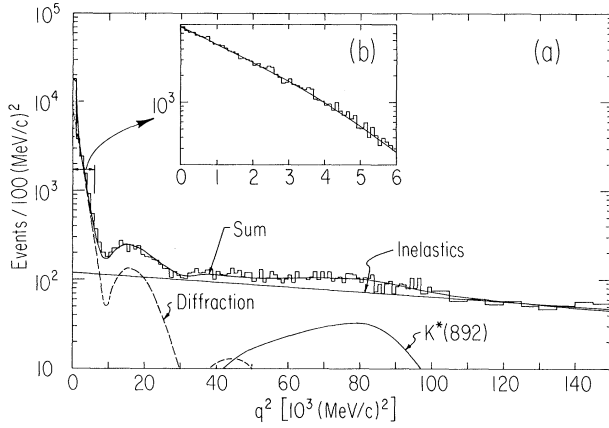 10^5
10^4
10^3
10^2
10
Events / 100 (MeV/c)^2
(b)
(a)
10^3
0 1 2 3 4 5 6
Sum
Inelastics
Diffraction
K*(892)
0 20 40 60 80 100 120 140
q^2 [10^3 (MeV/c)^2]